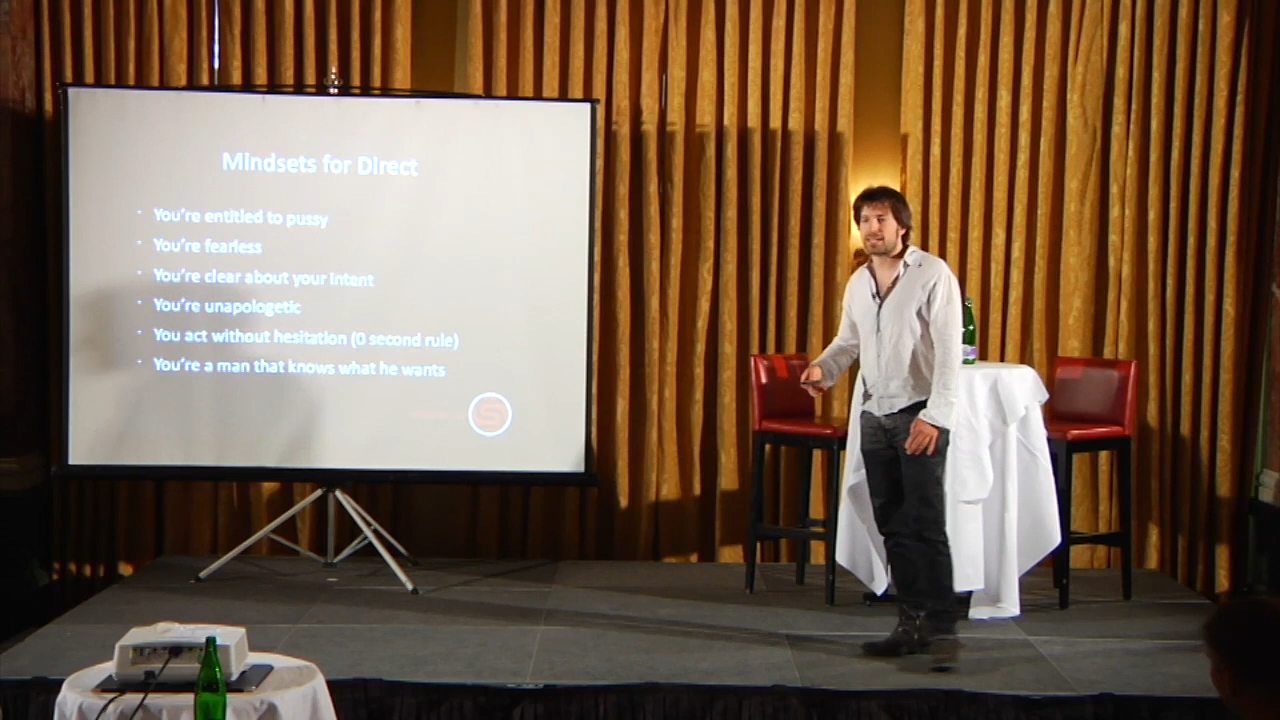 Mindsets for Direct
· You're entitled to pussy
· You're fearless
· You're clear about your intent
· You're unapologetic
· You act without hesitation (0 second rule)
· You're a man that knows what he wants
S